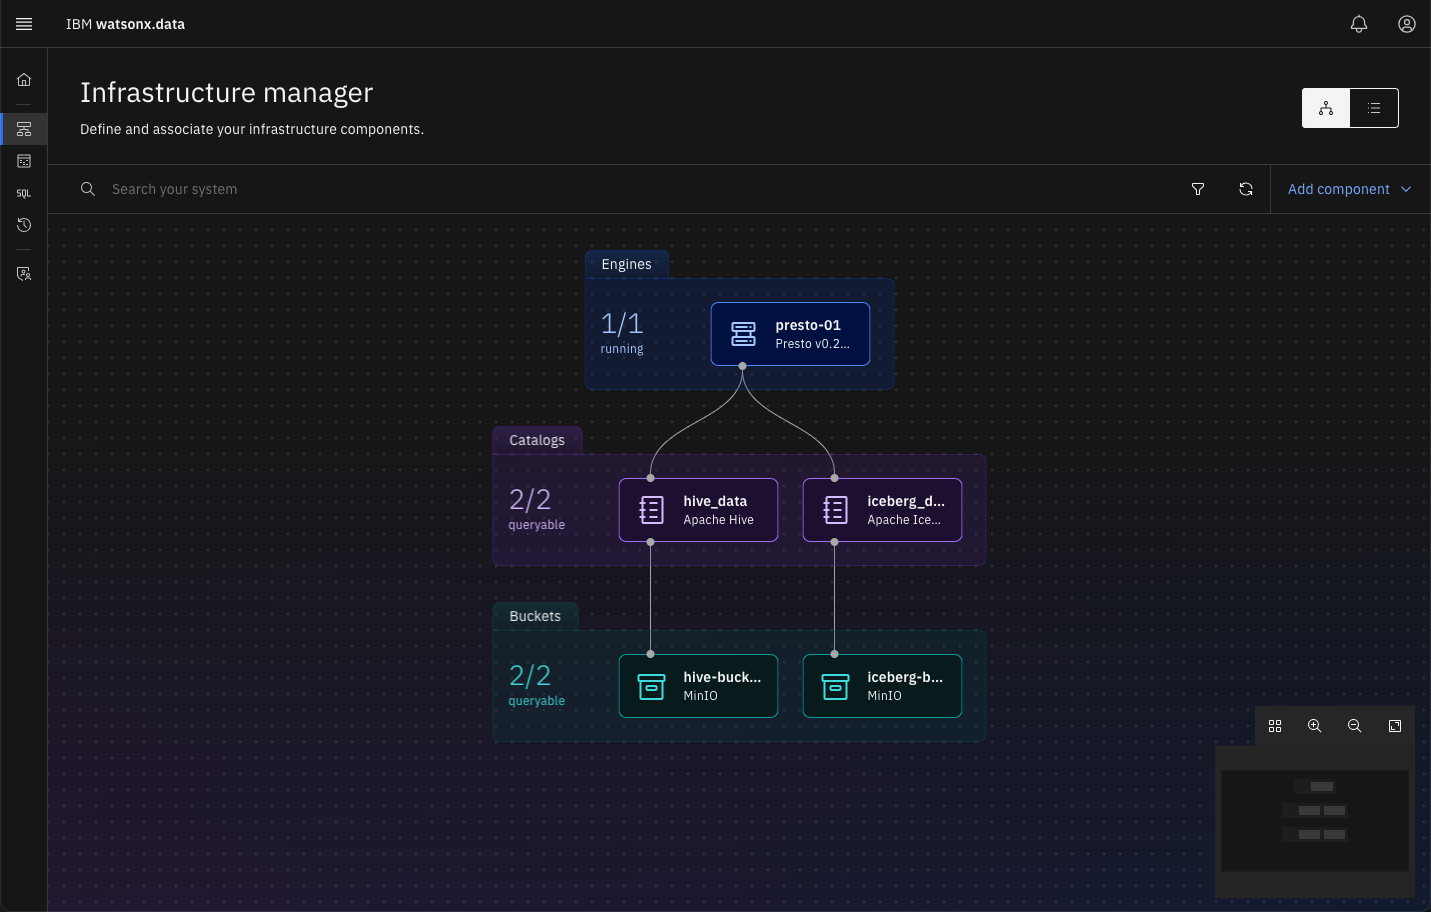 IBM watsonx.data
Infrastructure manager
Define and associate your infrastructure components.
SQL
Search your system
Add component
Engines
1/1
running
presto-01
Presto v0.2...
Catalogs
2/2
queryable
hive_data
Apache Hive
iceberg_d...
Apache Ice...
Buckets
2/2
queryable
hive-buck...
MinIO
iceberg-b...
MinIO